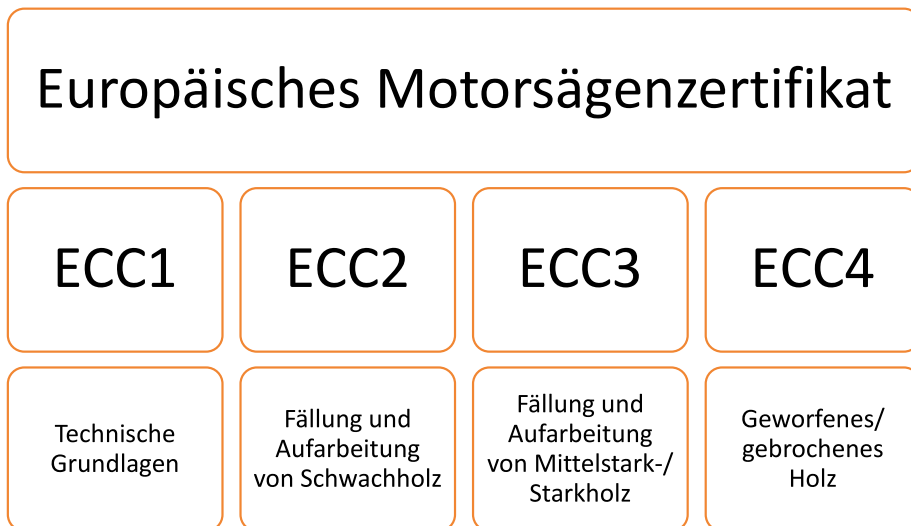 Europäisches Motorsägenzertifikat
ECC1
ECC2
ECC3
ECC4
Technische
Grundlagen
Fällung und
Aufarbeitung
von Schwachholz
Fällung und
Aufarbeitung
von Mittelstark-/
Starkholz
Geworfenes/
gebrochenes
Holz